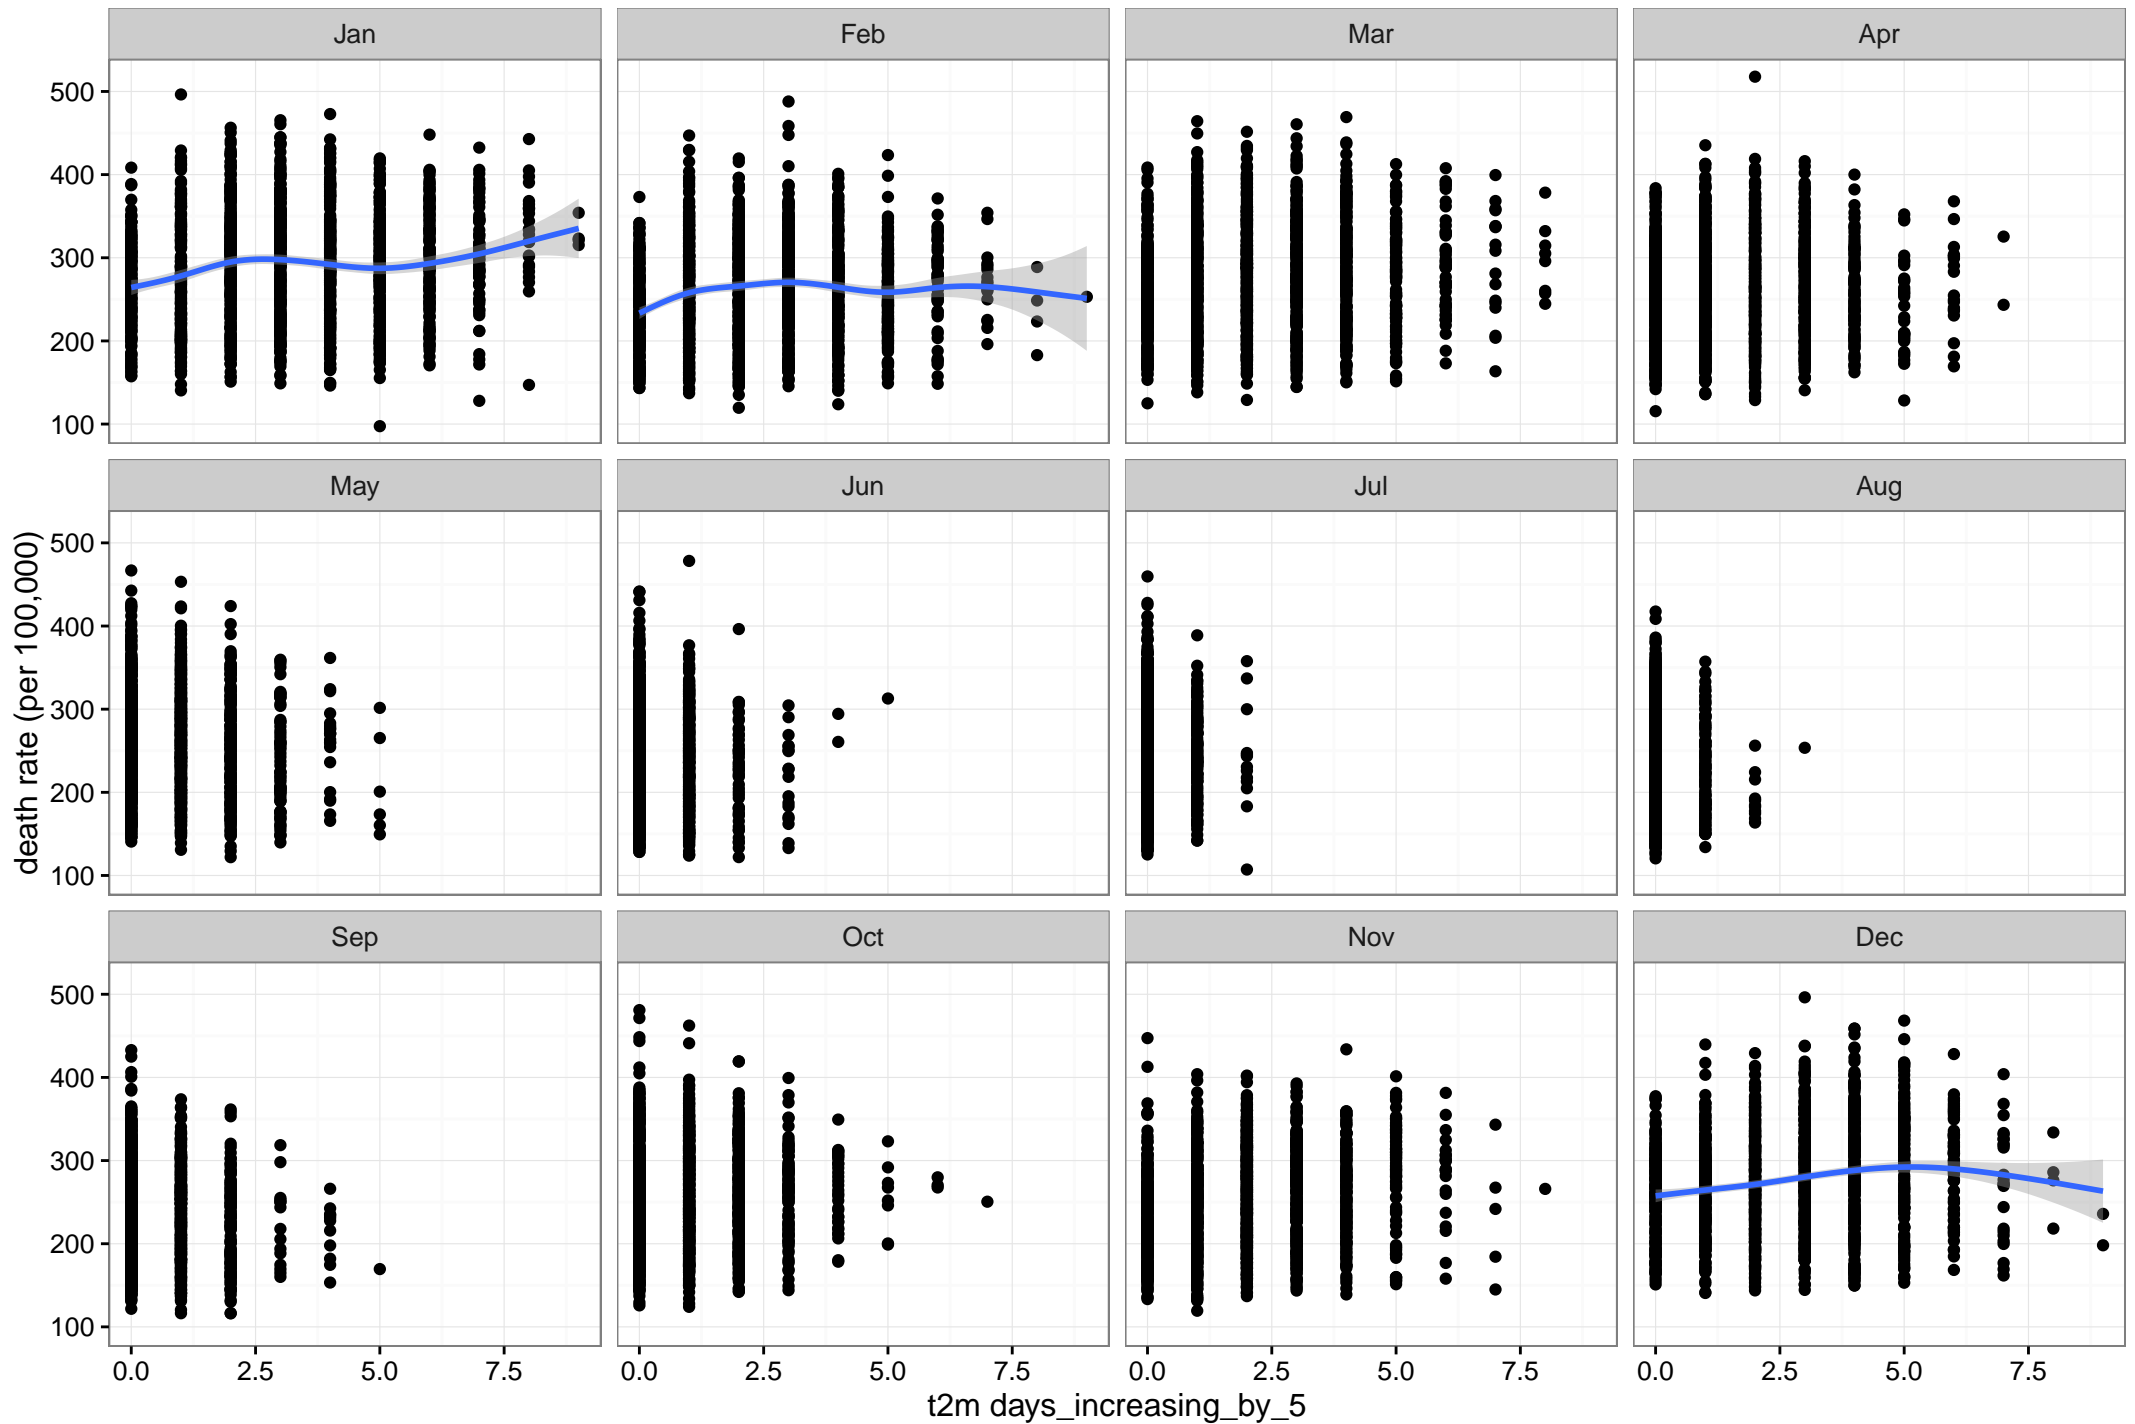 Jan Feb Mar Apr
500
400
300
200
100
May Jun Jul Aug
death rate (per 100,000)
500
400
300
200
100
Sep Oct Nov Dec
500
400
300
200
100
0.0 2.5 5.0 7.5 0.0 2.5 5.0 7.5 0.0 2.5 5.0 7.5 0.0 2.5 5.0 7.5
t2m days_increasing_by_5